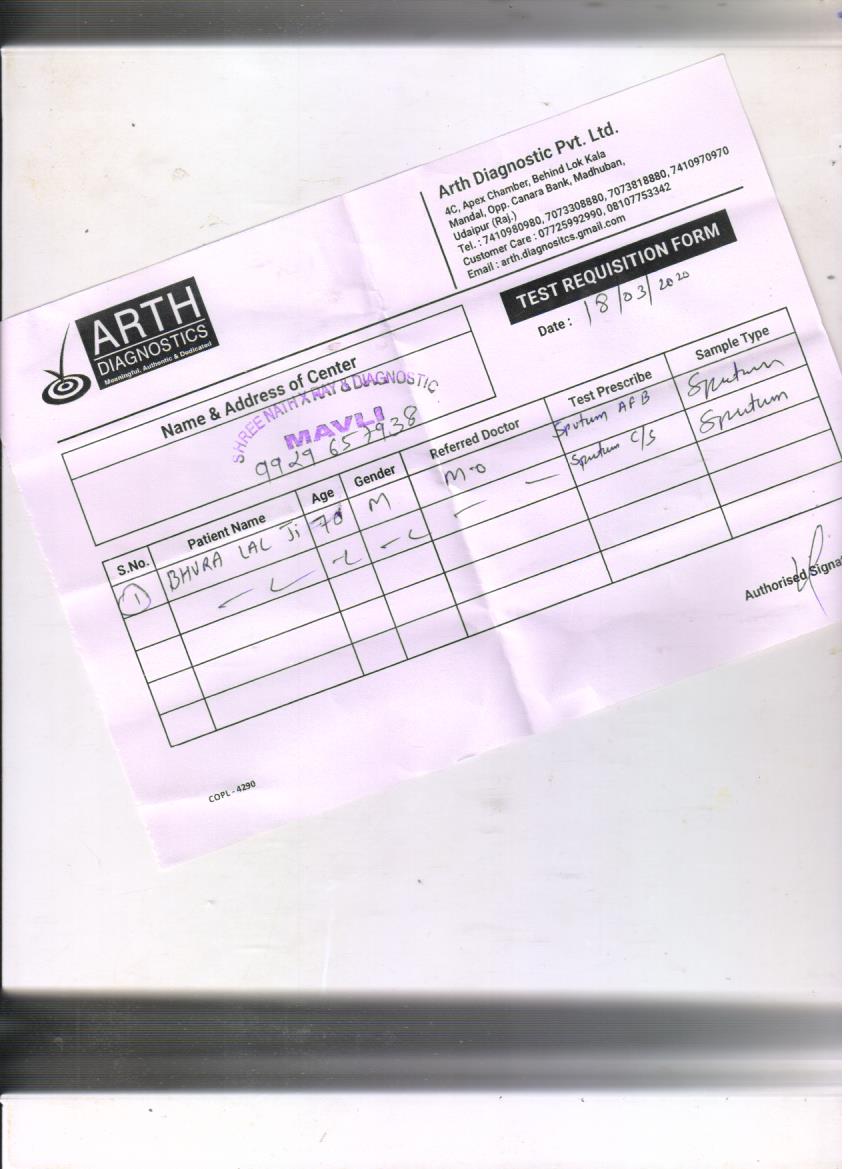 Arth Diagnostic Pvt. Ltd.
4C, Apex Chamber, Behind Lok Kala
Mandal, Opp. Canara Bank, Madhuban,
Udaipur (Raj.)
Tel. : 7410980980, 7073308880, 7073818880, 7410970970
Customer Care : 07725992990, 08107753342
Email : arth.diagnositcs.gmail.com
ARTH
DIAGNOSTICS
Meaningful, Authentic & Dedicated
TEST REQUISITION FORM
Date : 18/03/2020
Name & Address of Center
SHREE NATH X RAY & DIAGNOSTIC
MAVLI
9929 657938
S.No. Patient Name Age Gender Referred Doctor Test Prescribe Sample Type
1 BHURA LAL Ji 70 M M.O Sputum AFB Sputum
Sputum C/S Sputum
Authorised Signa
COPL - 4290